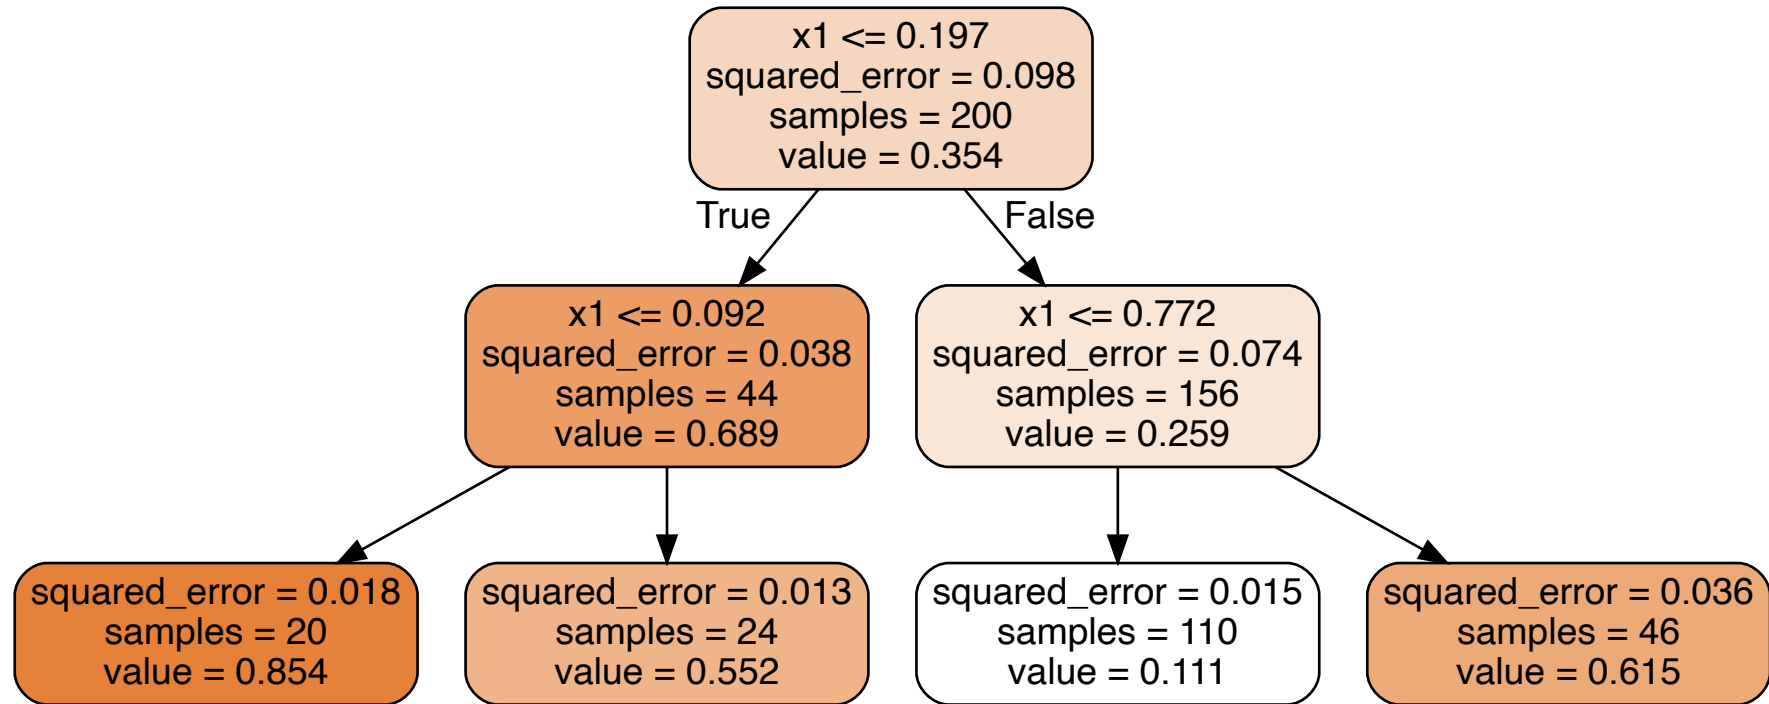 x1 <= 0.197
squared_error = 0.098
samples = 200
value = 0.354
True
False
x1 <= 0.092
squared_error = 0.038
samples = 44
value = 0.689
x1 <= 0.772
squared_error = 0.074
samples = 156
value = 0.259
squared_error = 0.018
samples = 20
value = 0.854
squared_error = 0.013
samples = 24
value = 0.552
squared_error = 0.015
samples = 110
value = 0.111
squared_error = 0.036
samples = 46
value = 0.615